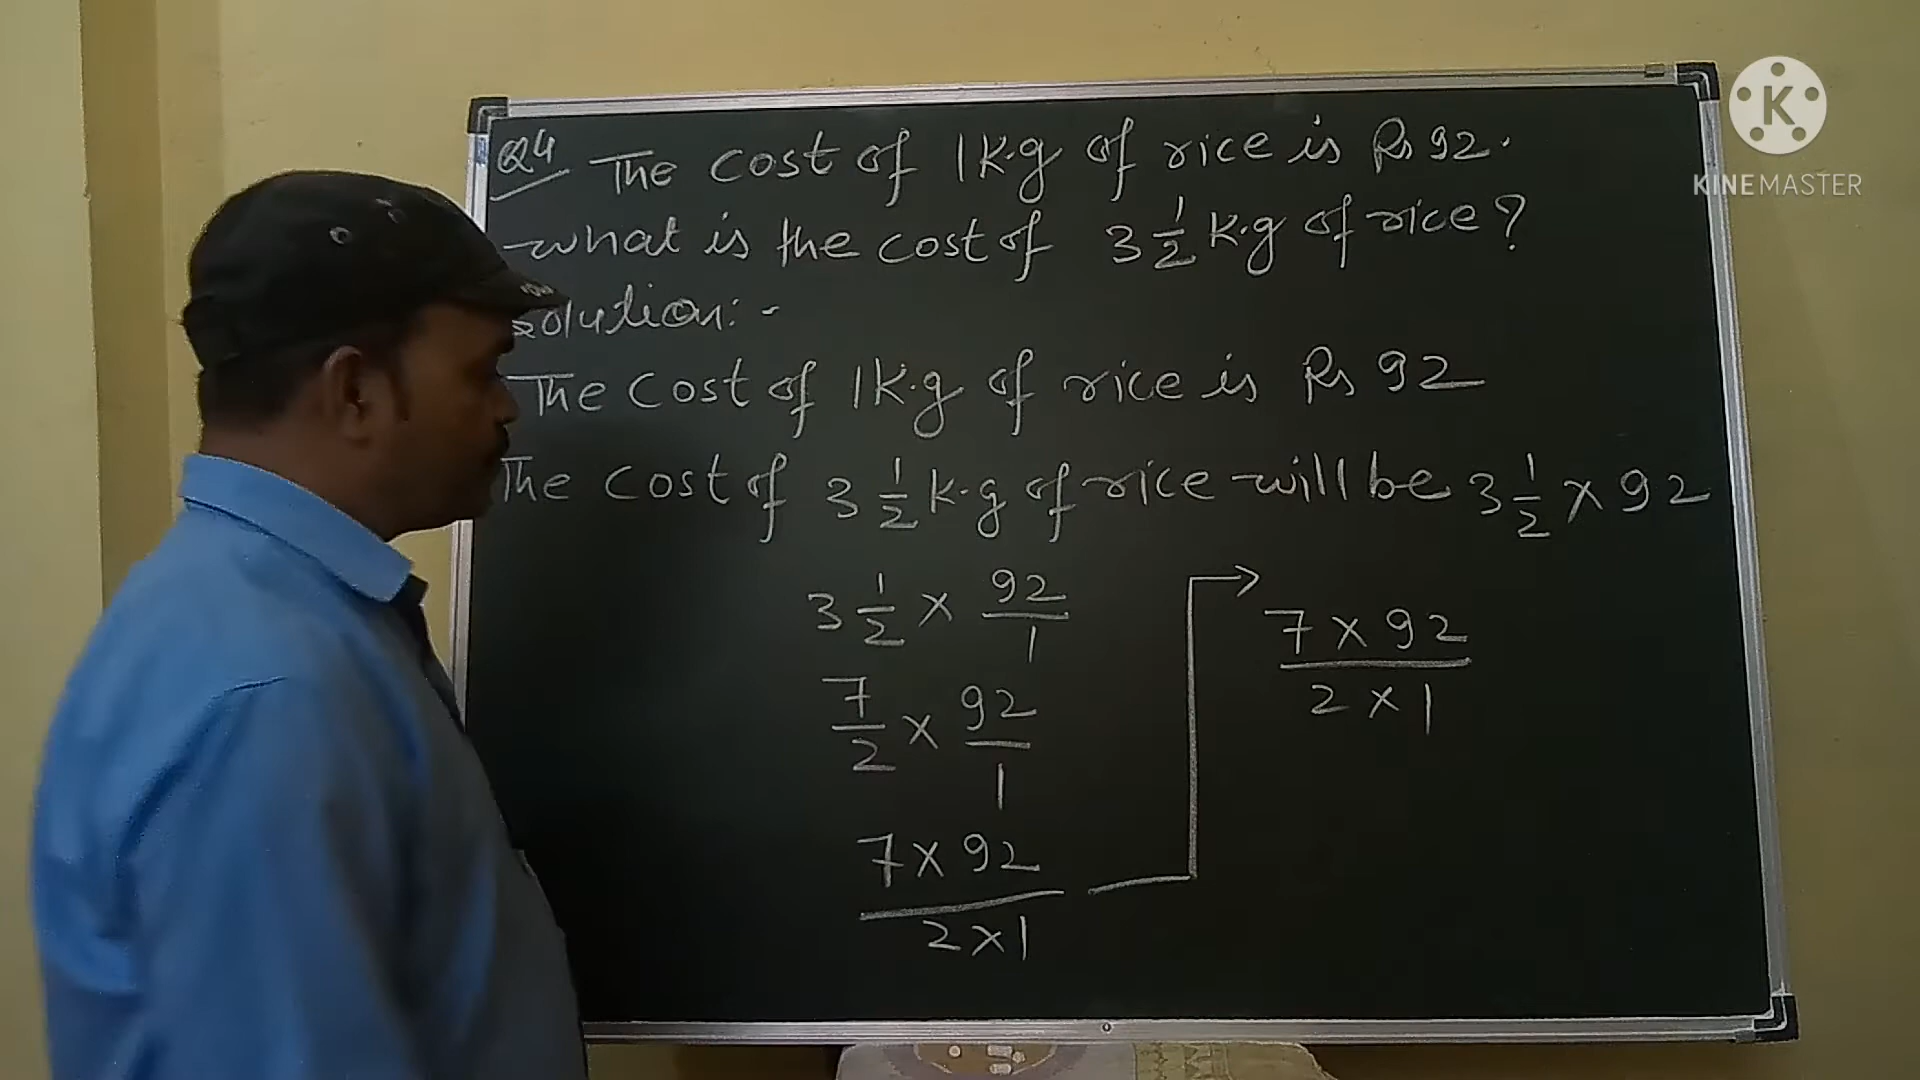 Q4 The cost of 1 K.g of rice is Rs 92.
what is the cost of 3 1/2 K.g of rice?
Solution:-
The cost of 1 K.g of rice is Rs 92
The cost of 3 1/2 K.g of rice will be 3 1/2 × 92
3 1/2 × 92/1
7/2 × 92/1
7 × 92
2 × 1
7 × 92
2 × 1
K
KINEMASTER